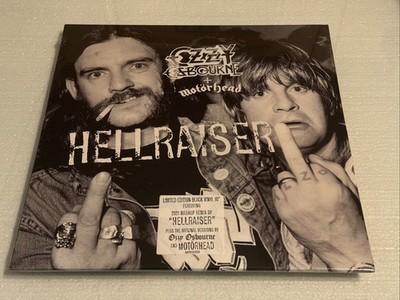 Ozzy
Osbourne
+
Motörhead
HELLRAISER
LIMITED EDITION BLACK VINYL 10"
FEATURING
2021 MASHUP REMIX OF
"HELLRAISER"
PLUS THE ORIGINAL VERSIONS BY
Ozzy Osbourne
AND MOTÖRHEAD